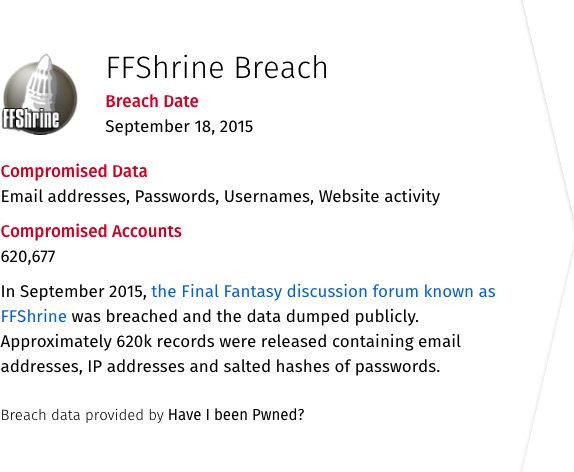 FFShrine
FFShrine Breach
Breach Date
September 18, 2015
Compromised Data
Email addresses, Passwords, Usernames, Website activity
Compromised Accounts
620,677
In September 2015, the Final Fantasy discussion forum known as
FFShrine was breached and the data dumped publicly.
Approximately 620k records were released containing email
addresses, IP addresses and salted hashes of passwords.
Breach data provided by Have I been Pwned?